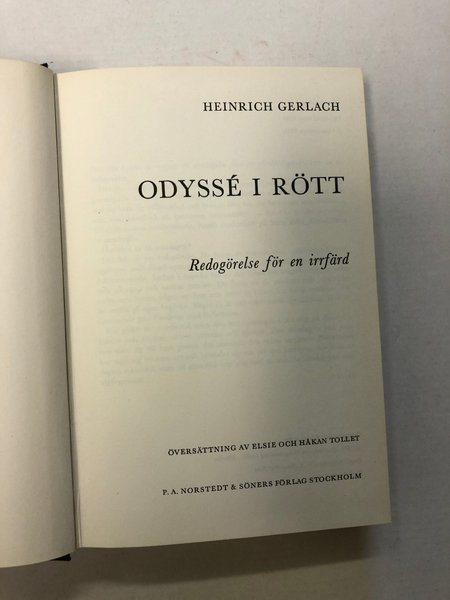 HEINRICH GERLACH
ODYSSÉ I RÖTT
Redogörelse för en irrfärd
ÖVERSÄTTNING AV ELSIE OCH HÅKAN TOLLET
P. A. NORSTEDT & SÖNERS FÖRLAG STOCKHOLM